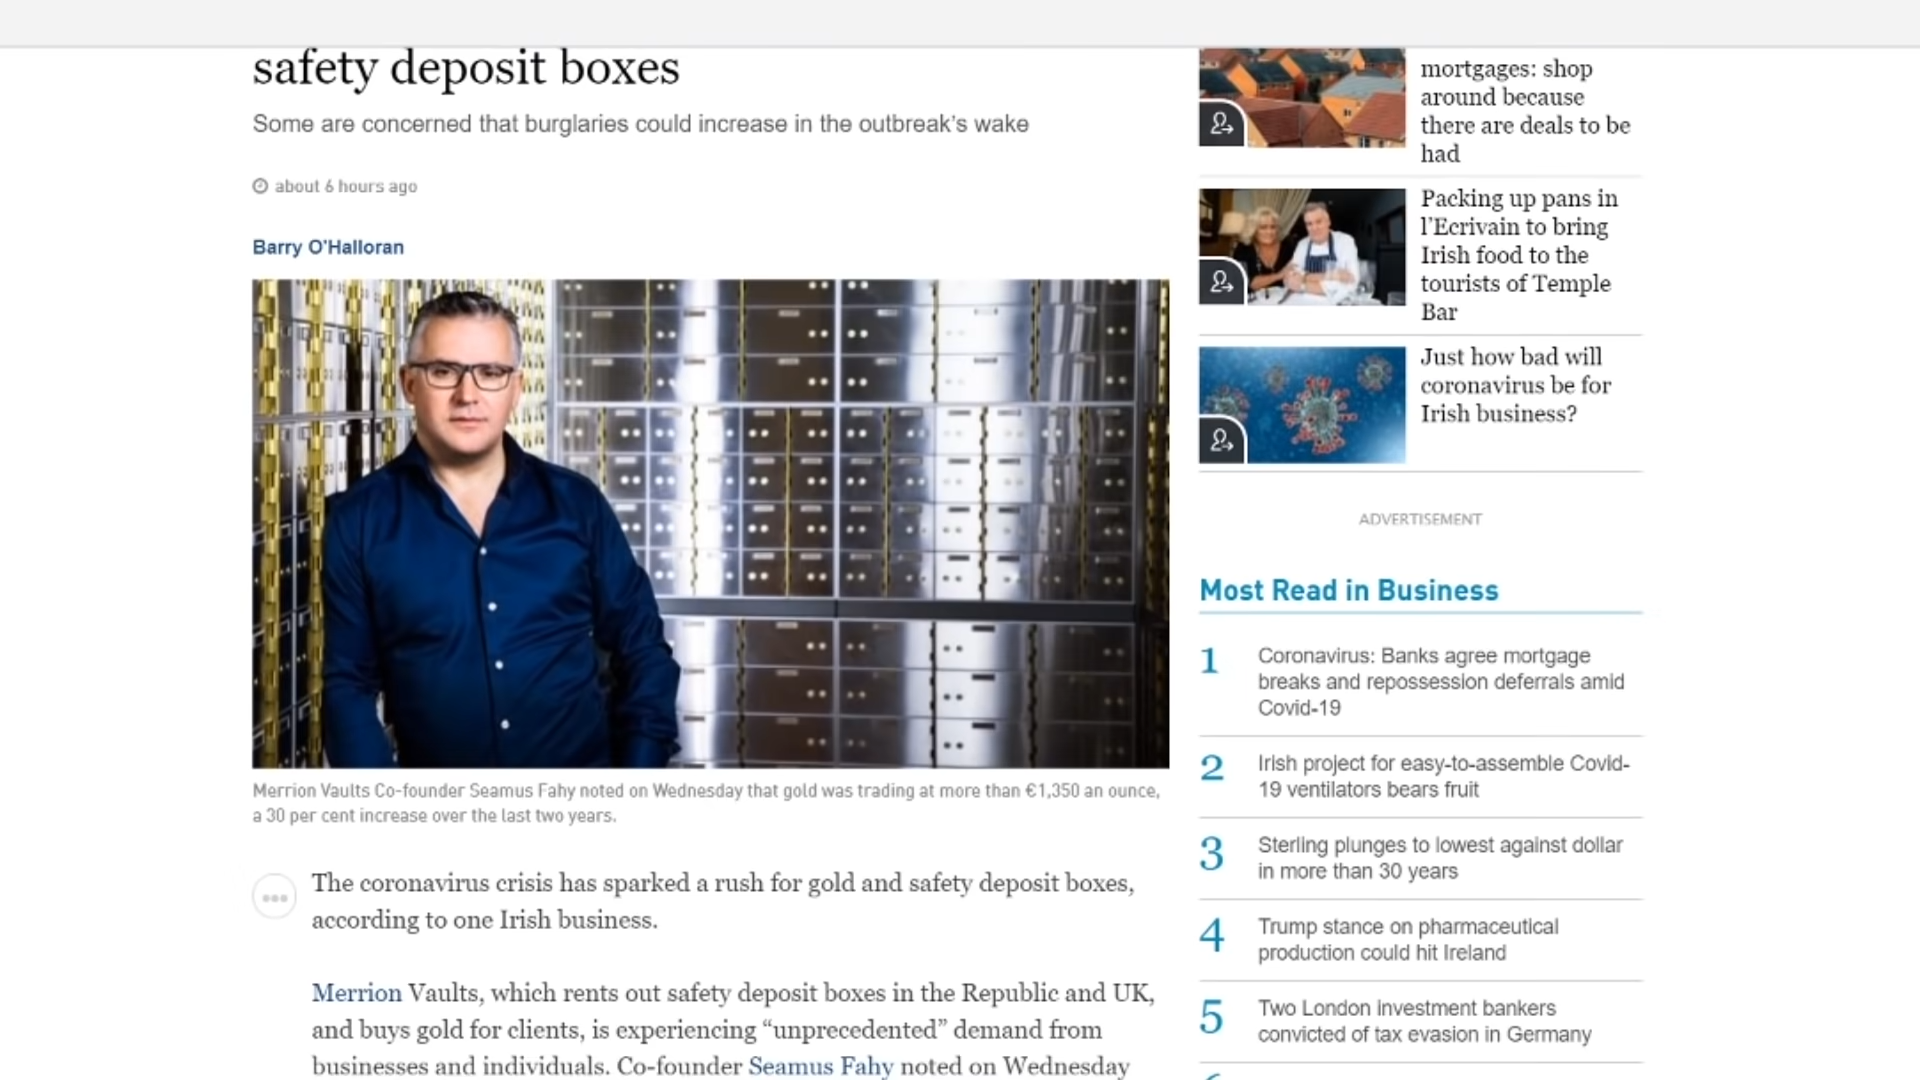 safety deposit boxes
Some are concerned that burglaries could increase in the outbreak's wake
about 6 hours ago
Barry O'Halloran
Merrion Vaults Co-founder Seamus Fahy noted on Wednesday that gold was trading at more than €1,350 an ounce,
a 30 per cent increase over the last two years.
The coronavirus crisis has sparked a rush for gold and safety deposit boxes,
according to one Irish business.
Merrion Vaults, which rents out safety deposit boxes in the Republic and UK,
and buys gold for clients, is experiencing “unprecedented” demand from
businesses and individuals. Co-founder Seamus Fahy noted on Wednesday
mortgages: shop
around because
there are deals to be
had
Packing up pans in
l'Ecrivain to bring
Irish food to the
tourists of Temple
Bar
Just how bad will
coronavirus be for
Irish business?
ADVERTISEMENT
Most Read in Business
1 Coronavirus: Banks agree mortgage
breaks and repossession deferrals amid
Covid-19
2 Irish project for easy-to-assemble Covid-
19 ventilators bears fruit
3 Sterling plunges to lowest against dollar
in more than 30 years
4 Trump stance on pharmaceutical
production could hit Ireland
5 Two London investment bankers
convicted of tax evasion in Germany